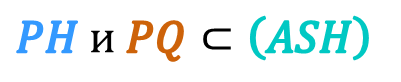 PH и PQ ⊂ (ASH)